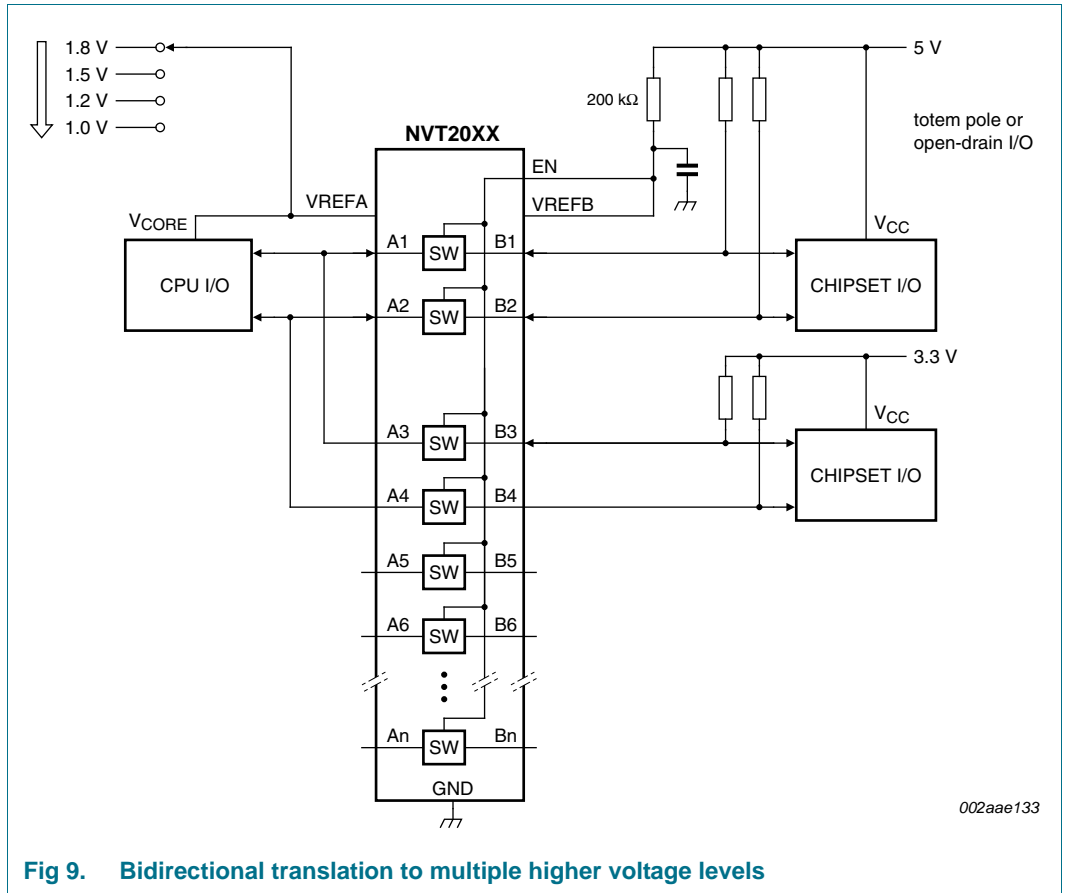 1.8 V
1.5 V
1.2 V
1.0 V
5 V
200 kΩ
totem pole or
open-drain I/O
NVT20XX
EN
VREFA
VREFB
VCORE
VCC
A1
SW
B1
CPU I/O
CHIPSET I/O
A2
SW
B2
3.3 V
VCC
A3
SW
B3
CHIPSET I/O
A4
SW
B4
A5
SW
B5
A6
SW
B6
An
SW
Bn
GND
002aae133
Fig 9. Bidirectional translation to multiple higher voltage levels